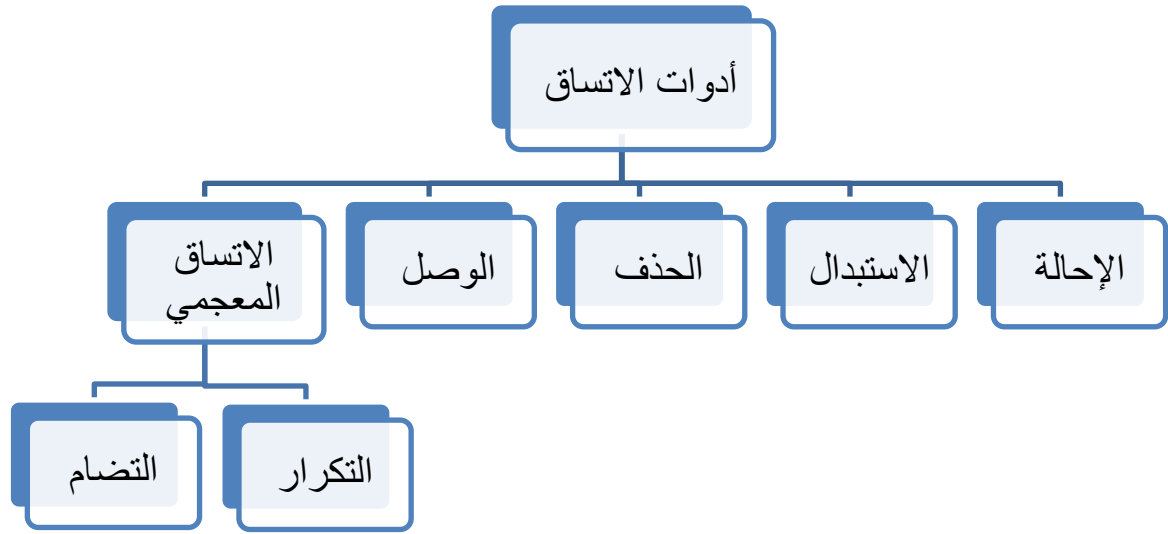 أدوات الاتساق
الإحالة
الاستبدال
الحذف
الوصل
الاتساق
المعجمي
التكرار
التضام